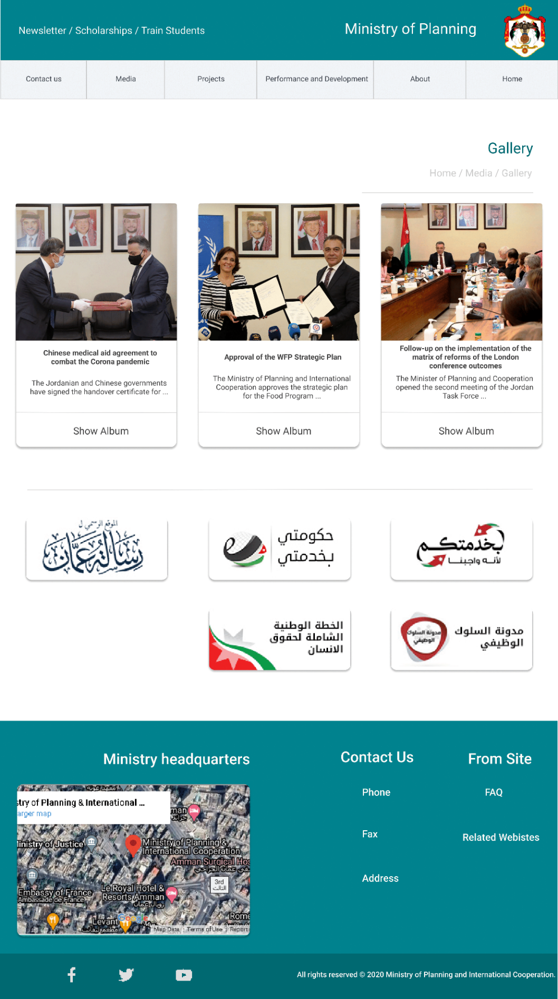 Newsletter / Scholarships / Train Students
Ministry of Planning
Contact us
Media
Projects
Performance and Development
About
Home
Gallery
Home / Media / Gallery
Chinese medical aid agreement to
combat the Corona pandemic
The Jordanian and Chinese governments
have signed the handover certificate for ...
Show Album
Approval of the WFP Strategic Plan
The Ministry of Planning and International
Cooperation approves the strategic plan
for the Food Program ...
Show Album
Follow-up on the implementation of the
matrix of reforms of the London
conference outcomes
The Minister of Planning and Cooperation
opened the second meeting of the Jordan
Task Force ...
Show Album
الموقع الرسمي ل
رسالة عمان
حكومتي
بخدمتي
بخدمتكم
لأنه واجبنا
الخطة الوطنية
الشاملة لحقوق
الانسان
مدونة السلوك
الوظيفي
مدونة السلوك
الوظيفي
Ministry headquarters
Contact Us
From Site
Phone
FAQ
Fax
Related Webistes
Address
معهد عوبه
stry of Planning & International ...
arger map
man
جراند
Ministry of Justice
Ministry of Planning &
International Cooperation
Amman Surgical Hos
فى عمان الجراحي
3rd
الثالث
Embassy of France
Ambassade de France
Le Royal Hotel &
Resorts Amman
رويال عمان
Levant
مطعم ليفانت
Google
Rome
Map Data
Terms of Use
Report
All rights reserved © 2020 Ministry of Planning and International Cooperation.